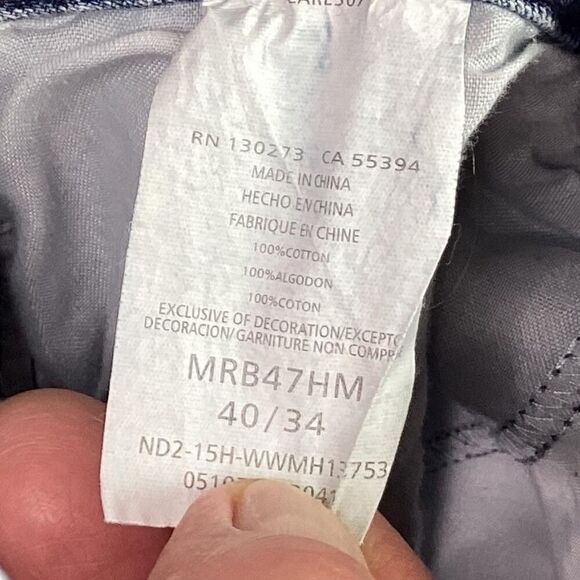 RN 130273 CA 55394
MADE IN CHINA
HECHO EN CHINA
FABRIQUE EN CHINE
100%COTTON
100%ALGODON
100%COTON
EXCLUSIVE OF DECORATION/EXCEPTO
DECORACION/GARNITURE NON COMPR
MRB47HM
40/34
ND2-15H-WWMH13753